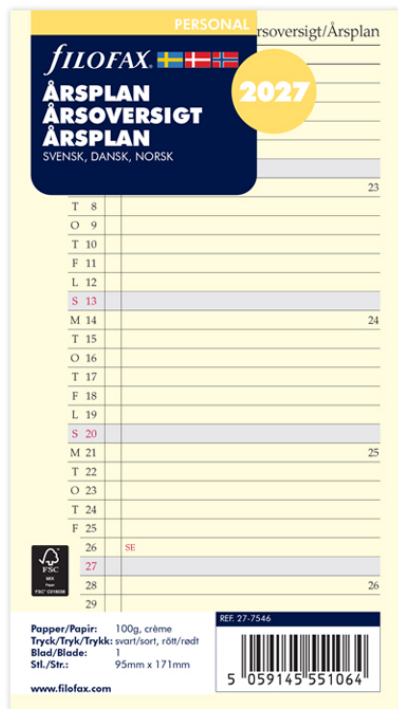 PERSONAL
rsoversigt/Årsplan
fILOFAX
ÅRSPLAN
ÅRSOVERSIGT
ÅRSPLAN
SVENSK, DANSK, NORSK
2027
23
T 8
O 9
T 10
F 11
L 12
S 13
M 14 24
T 15
O 16
T 17
F 18
L 19
S 20
M 21 25
T 22
O 23
T 24
F 25
26 SE
27
28 26
29
FSC
MIX
Paper
Papper/Papir: 100g, crème
Tryck/Tryk/Trykk: svart/sort, rött/rødt
Blad/Blade: 1
Stl./Str.: 95mm x 171mm
www.filofax.com
REF. 27-7546
5 059145 551064